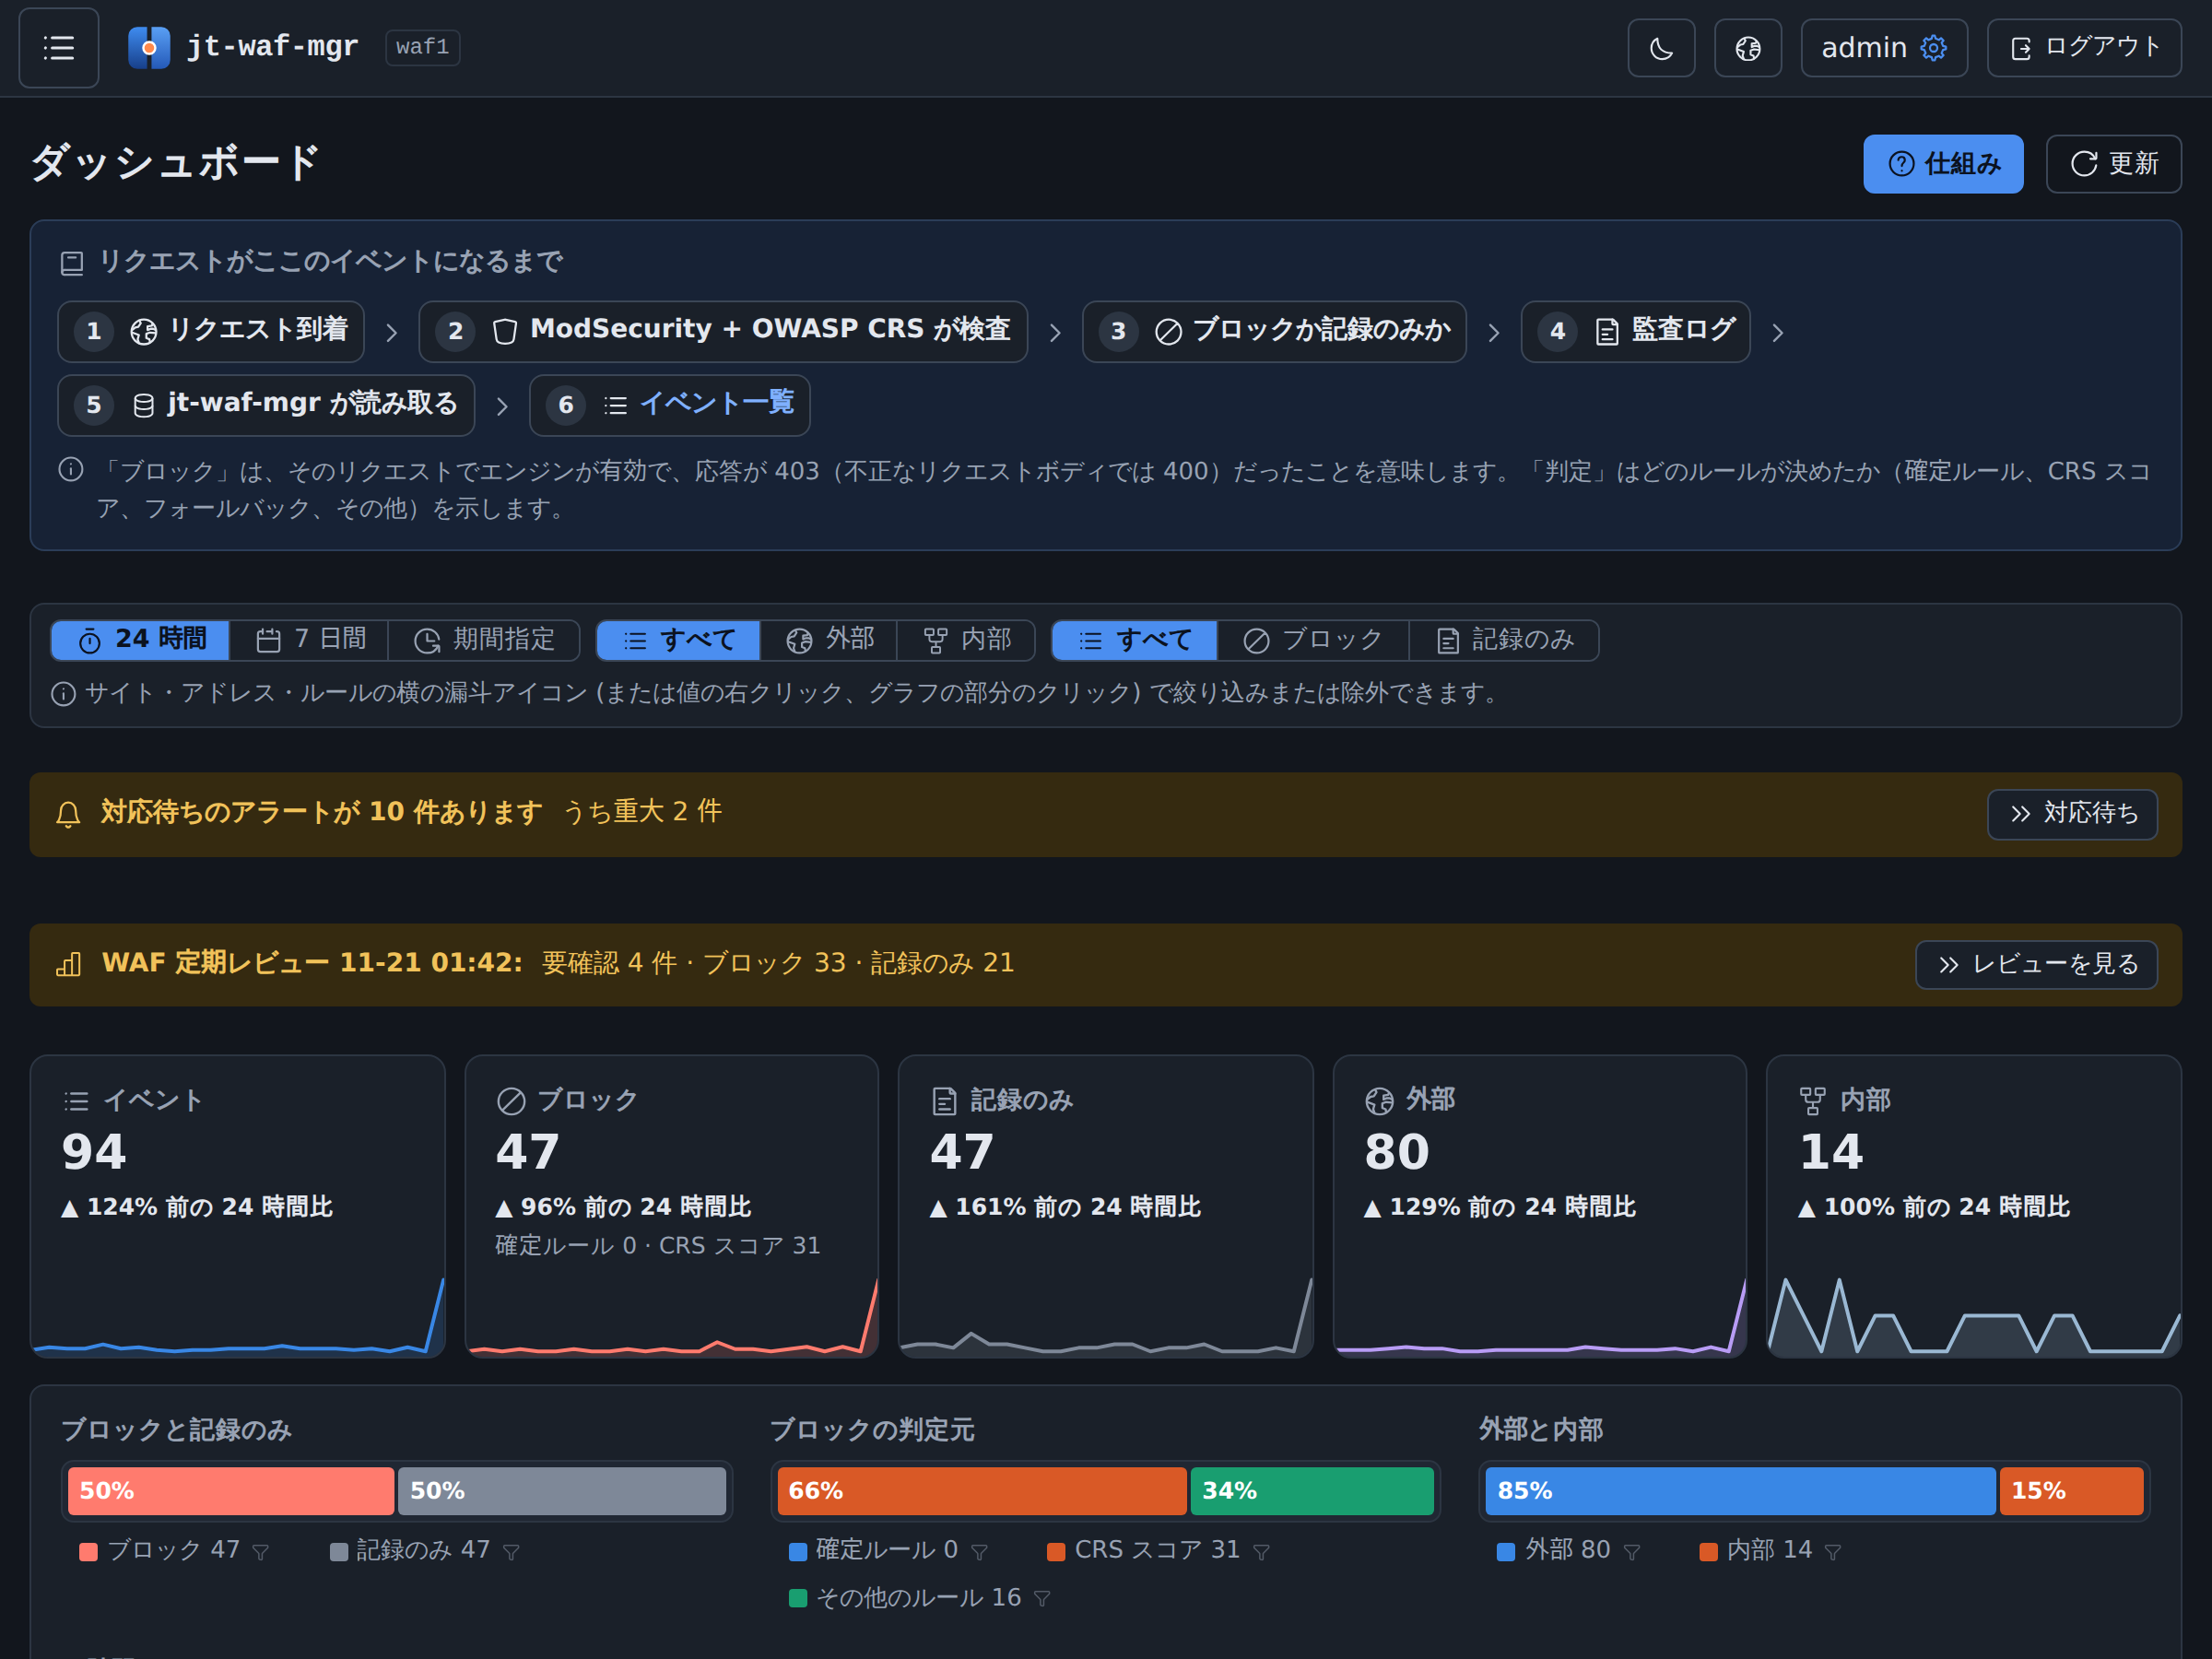 jt-waf-mgr waf1 admin ログアウト
ダッシュボード 仕組み 更新
リクエストがここのイベントになるまで
1 リクエスト到着 2 ModSecurity + OWASP CRS が検査 3 ブロックか記録のみか 4 監査ログ
5 jt-waf-mgr が読み取る 6 イベント一覧
「ブロック」は、そのリクエストでエンジンが有効で、応答が 403（不正なリクエストボディでは 400）だったことを意味します。「判定」はどのルールが決めたか（確定ルール、CRS スコ
ア、フォールバック、その他）を示します。
24 時間 7 日間 期間指定 すべて 外部 内部 すべて ブロック 記録のみ
サイト・アドレス・ルールの横の漏斗アイコン (または値の右クリック、グラフの部分のクリック) で絞り込みまたは除外できます。
対応待ちのアラートが 10 件あります うち重大 2 件 対応待ち
WAF 定期レビュー 11-21 01:42: 要確認 4 件 · ブロック 33 · 記録のみ 21 レビューを見る
イベント ブロック 記録のみ 外部 内部
94 47 47 80 14
▲ 124% 前の 24 時間比 ▲ 96% 前の 24 時間比 ▲ 161% 前の 24 時間比 ▲ 129% 前の 24 時間比 ▲ 100% 前の 24 時間比
確定ルール 0 · CRS スコア 31
ブロックと記録のみ ブロックの判定元 外部と内部
50% 50% 66% 34% 85% 15%
ブロック 47 記録のみ 47 確定ルール 0 CRS スコア 31 外部 80 内部 14
その他のルール 16